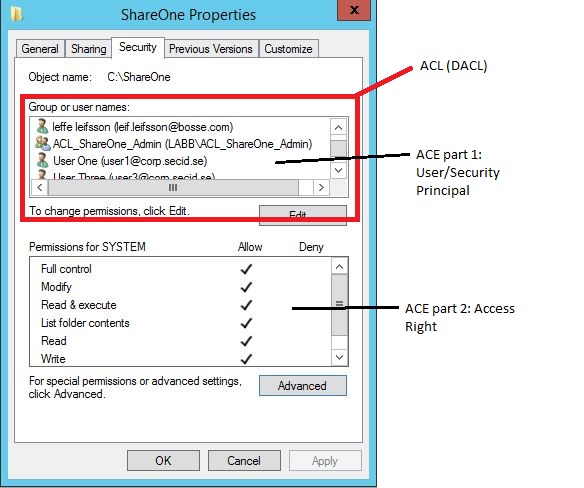 ShareOne Properties
x
General Sharing Security Previous Versions Customize
Object name: C:\ShareOne
Group or user names:
leffe leifsson (leif.leifsson@bosse.com)
ACL_ShareOne_Admin (LABB\ACL_ShareOne_Admin)
User One (user1@corp.secid.se)
User Three (user3@corp.secid.se)
To change permissions, click Edit.
Edit...
Permissions for SYSTEM Allow Deny
Full control
Modify
Read & execute
List folder contents
Read
Write
For special permissions or advanced settings,
click Advanced.
Advanced
OK Cancel Apply
ACL (DACL)
ACE part 1:
User/Security
Principal
ACE part 2: Access
Right